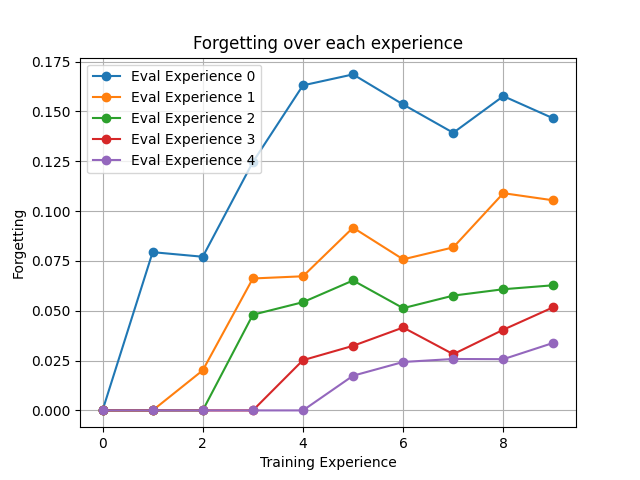 Forgetting over each experience
Eval Experience 0
Eval Experience 1
Eval Experience 2
Eval Experience 3
Eval Experience 4
0.175
0.150
0.125
0.100
0.075
0.050
0.025
0.000
Forgetting
0 2 4 6 8
Training Experience